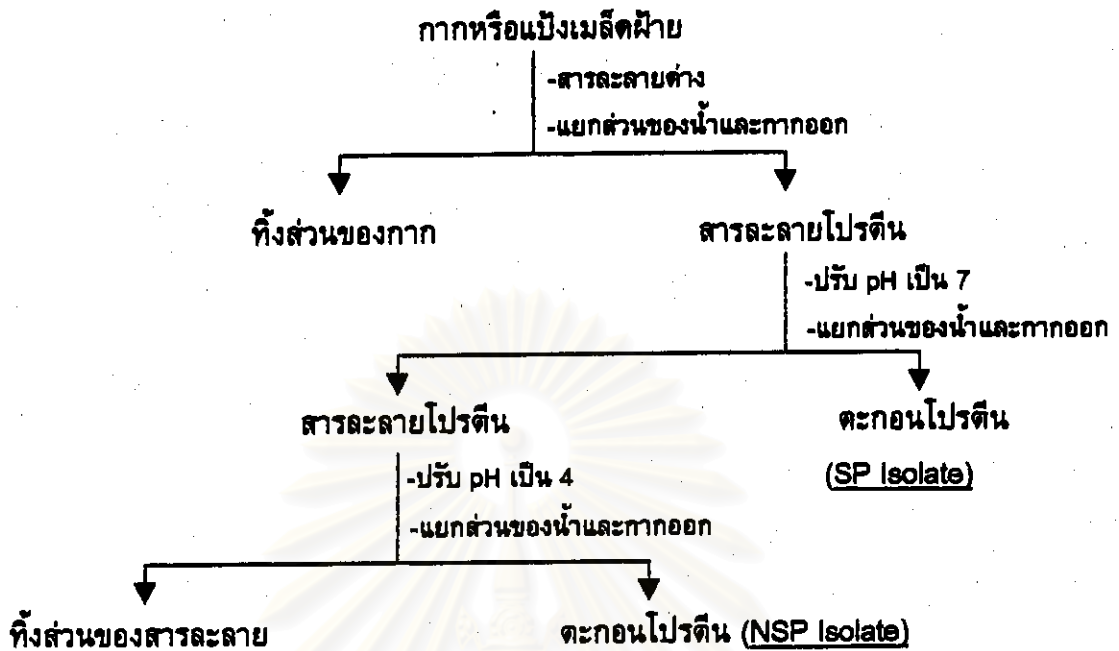 กากหรือแป้งเมล็ดฝ้าย
-สารละลายด่าง
-แยกส่วนของน้ำและกากออก
ทิ้งส่วนของกาก
สารละลายโปรตีน
-ปรับ pH เป็น 7
-แยกส่วนของน้ำและกากออก
สารละลายโปรตีน
ตะกอนโปรตีน
(SP Isolate)
-ปรับ pH เป็น 4
-แยกส่วนของน้ำและกากออก
ทิ้งส่วนของสารละลาย
ตะกอนโปรตีน (NSP Isolate)